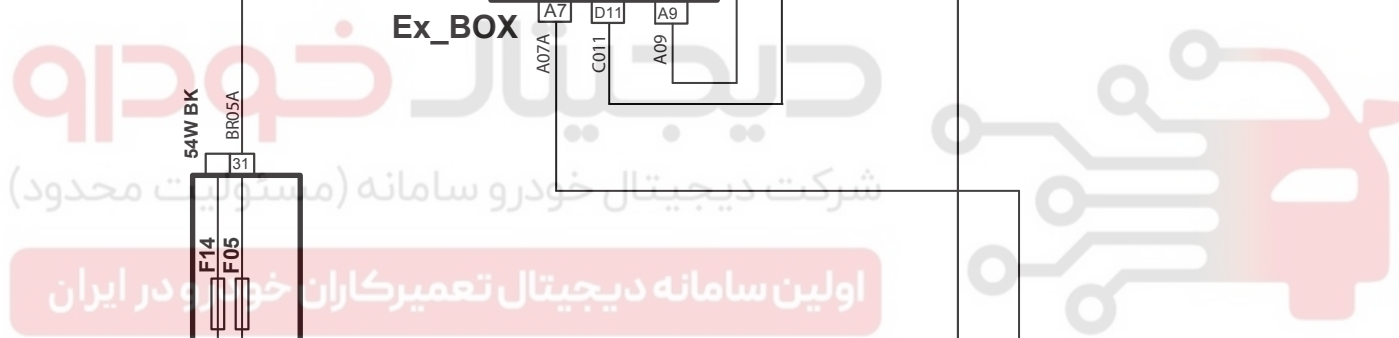 A7 D11 A9
Ex_BOX
A07A
C011
A09
دیجیتال خودرو
54W BK
BR05A
31
شرکت دیجیتال خودرو سامانه (مسئولیت محدود)
F14
F05
اولین سامانه دیجیتال تعمیرکاران خودرو در ایران